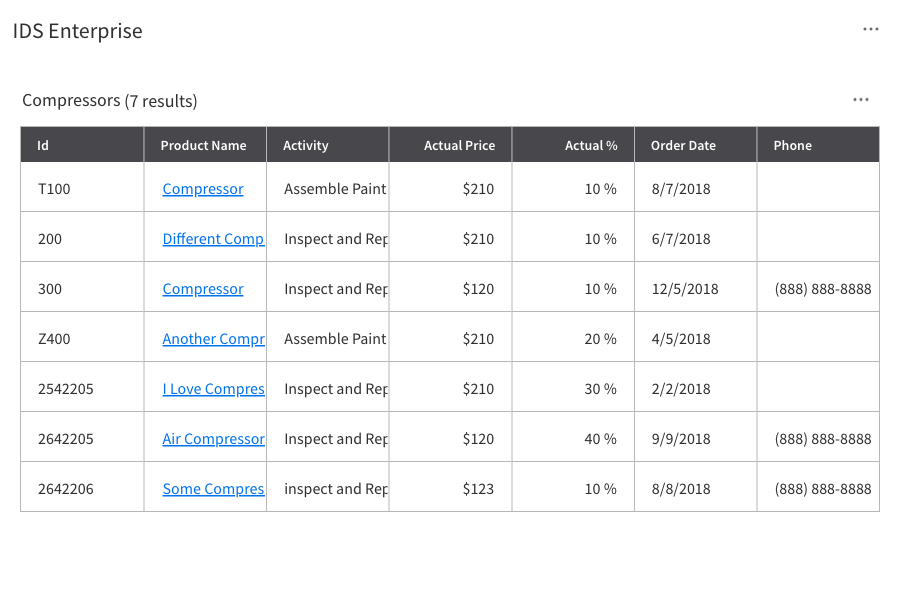 IDS Enterprise
Compressors (7 results)
Id Product Name Activity Actual Price Actual % Order Date Phone
T100 Compressor Assemble Paint $210 10 % 8/7/2018
200 Different Comp Inspect and Rep $210 10 % 6/7/2018
300 Compressor Inspect and Rep $120 10 % 12/5/2018 (888) 888-8888
Z400 Another Compr Assemble Paint $210 20 % 4/5/2018
2542205 I Love Compres Inspect and Rep $210 30 % 2/2/2018
2642205 Air Compressor Inspect and Rep $120 40 % 9/9/2018 (888) 888-8888
2642206 Some Compres inspect and Rep $123 10 % 8/8/2018 (888) 888-8888